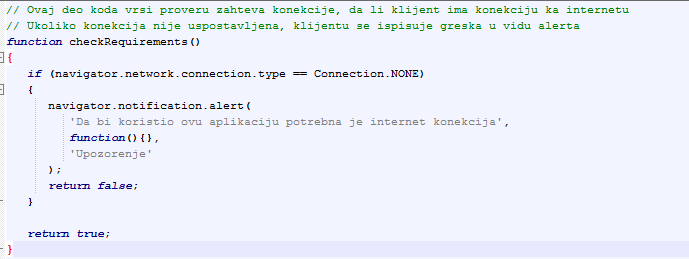 // Ovaj deo koda vrsi proveru zahteva konekcije, da li klijent ima konekciju ka internetu
// Ukoliko konekcija nije uspostavljena, klijentu se ispisuje greska u vidu alerta
function checkRequirements()
{
if (navigator.network.connection.type == Connection.NONE)
{
navigator.notification.alert(
'Da bi koristio ovu aplikaciju potrebna je internet konekcija',
function(){},
'Upozorenje'
);
return false;
}
return true;
}